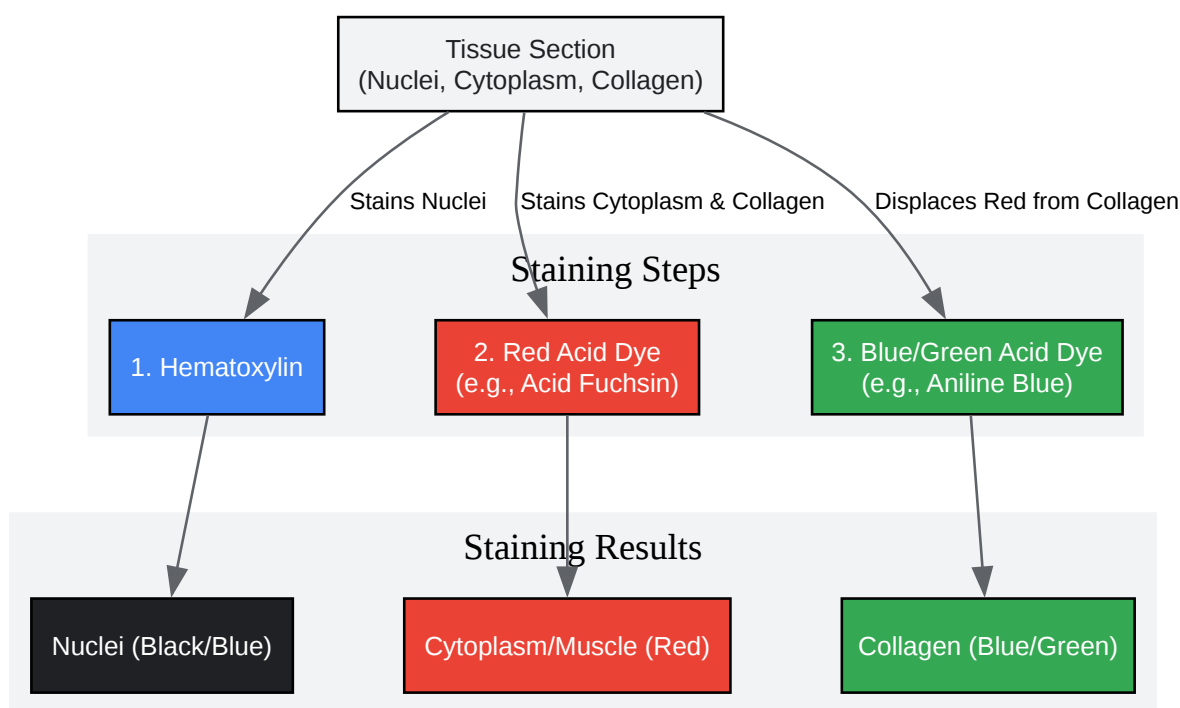 Tissue Section
(Nuclei, Cytoplasm, Collagen)
Stains Nuclei
Stains Cytoplasm & Collagen
Displaces Red from Collagen
Staining Steps
1. Hematoxylin
2. Red Acid Dye
(e.g., Acid Fuchsin)
3. Blue/Green Acid Dye
(e.g., Aniline Blue)
Staining Results
Nuclei (Black/Blue)
Cytoplasm/Muscle (Red)
Collagen (Blue/Green)